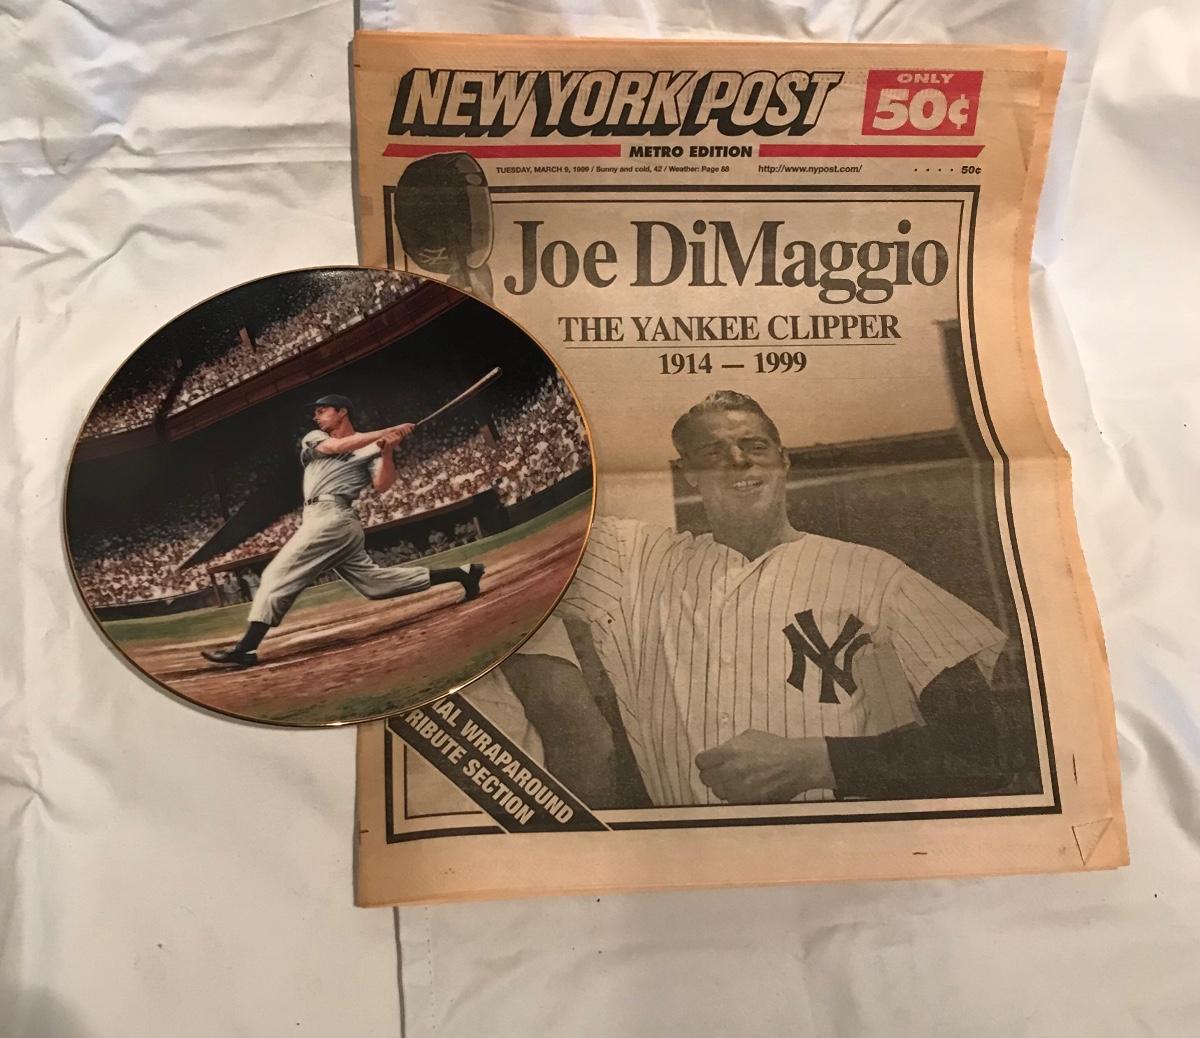 NEW YORK POST
ONLY
50¢
METRO EDITION
TUESDAY, MARCH 9, 1999 / Sunny and cold, 42 / Weather: Page 88 http://www.nypost.com/ • • • • 50¢
Joe DiMaggio
THE YANKEE CLIPPER
1914 — 1999
NY
IAL WRAPAROUND
RIBUTE SECTION